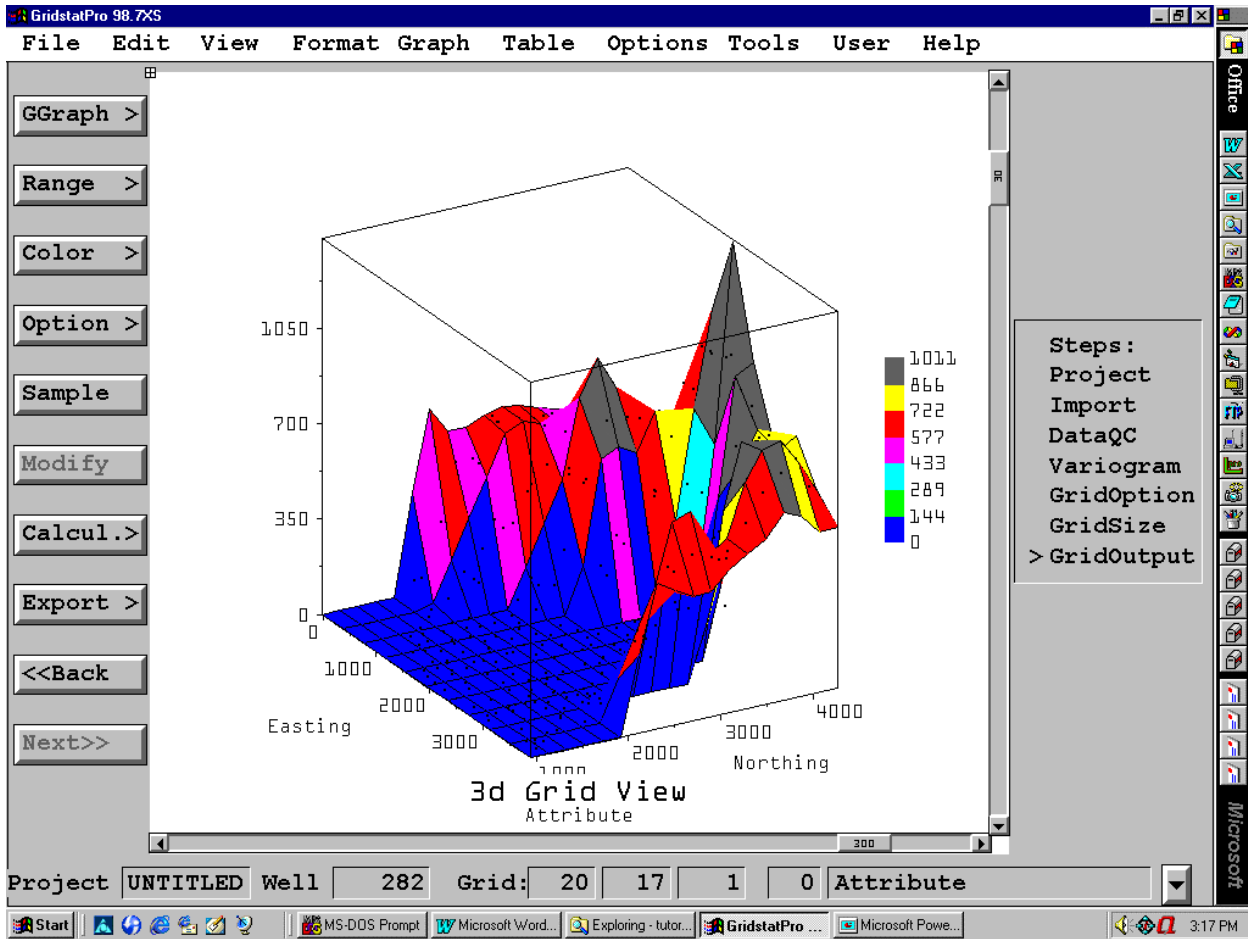 GridstatPro 98.7XS
File Edit View Format Graph Table Options Tools User Help
GGraph >
Range >
Color >
Option >
Sample
Modify
Calcul.>
Export >
<<Back
Next>>
1050
700
350
0
0
1000
2000
3000
Easting
1000
2000
3000
4000
Northing
3d Grid View
Attribute
1011
866
722
577
433
289
144
0
30
300
Steps:
Project
Import
DataQC
Variogram
GridOption
GridSize
>GridOutput
Office
Microsoft
Project UNTITLED Well 282 Grid: 20 17 1 0 Attribute
Start MS-DOS Prompt Microsoft Word... Exploring - tutor... GridstatPro ... Microsoft Powe... 3:17 PM